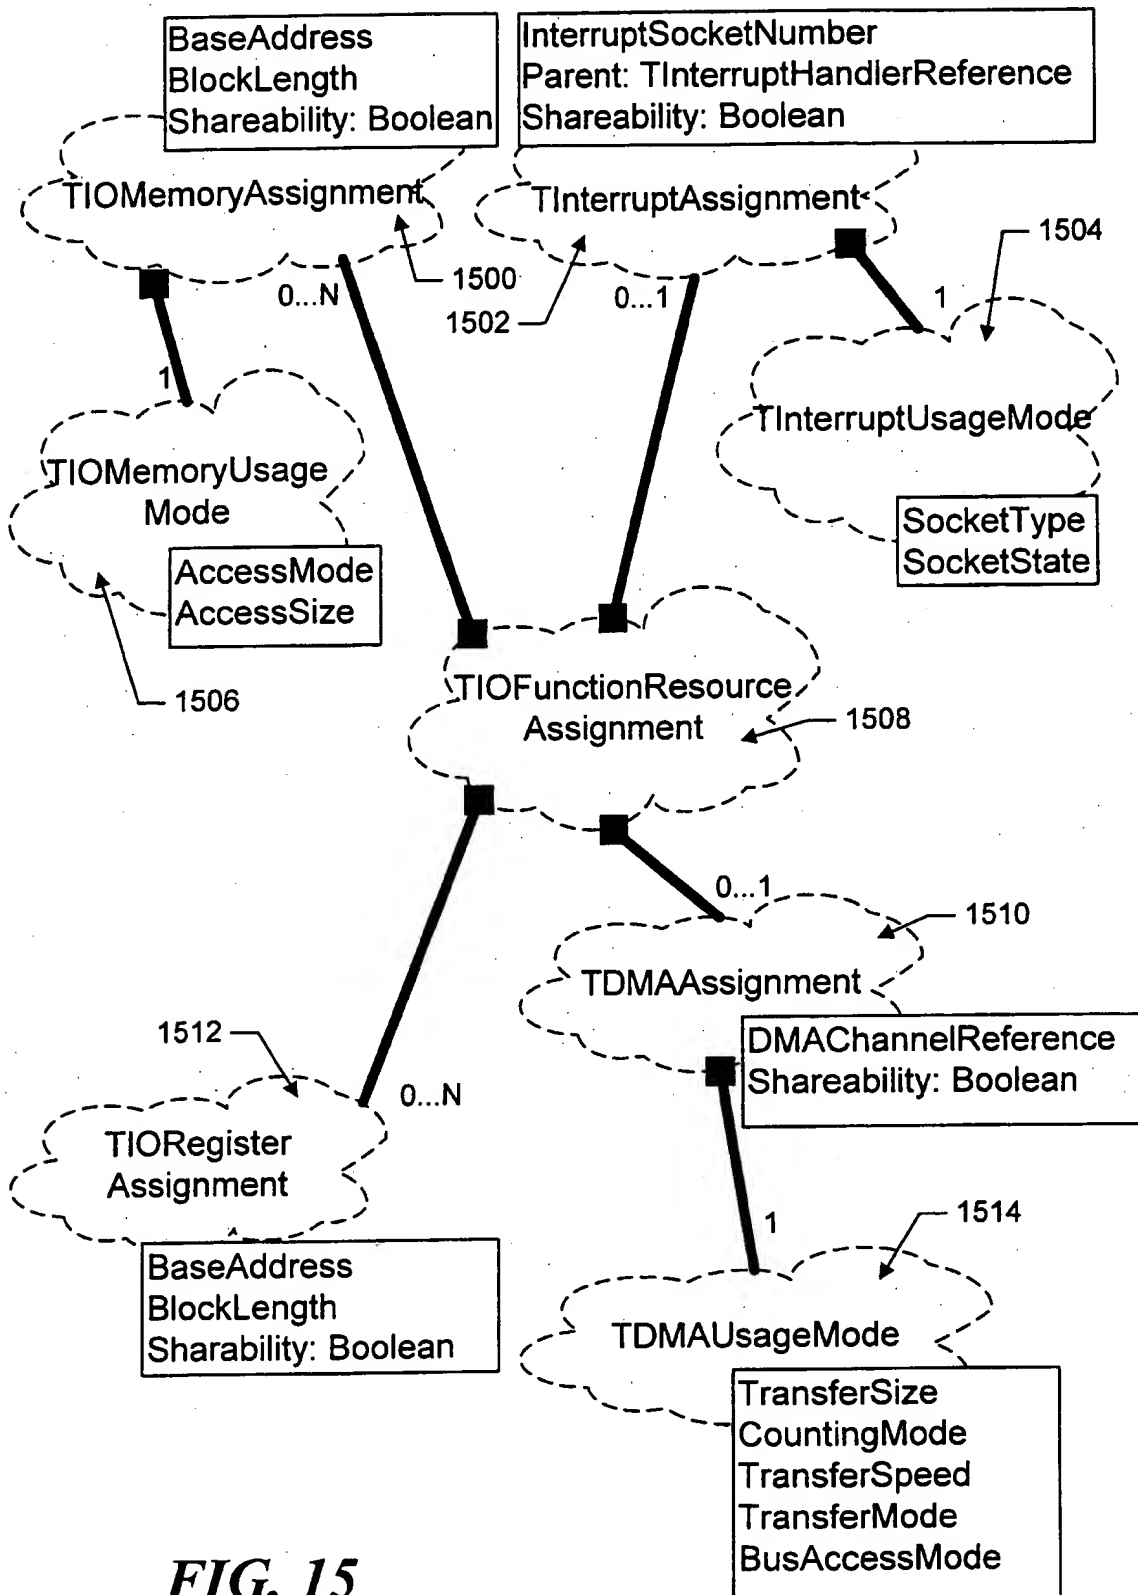 BaseAddress
BlockLength
Shareability: Boolean
InterruptSocketNumber
Parent: TInterruptHandlerReference
Shareability: Boolean
TIOMemoryAssignment
TInterruptAssignment
1500
1502
1504
0...N
0...1
1
1
TInterruptUsageMode
SocketType
SocketState
TIOMemoryUsage
Mode
AccessMode
AccessSize
1506
TIOFunctionResource
Assignment
1508
0...1
1510
TDMAAssignment
DMAChannelReference
Shareability: Boolean
1512
0...N
TIORegister
Assignment
BaseAddress
BlockLength
Sharability: Boolean
1
1514
TDMAUsageMode
TransferSize
CountingMode
TransferSpeed
TransferMode
BusAccessMode
FIG. 15